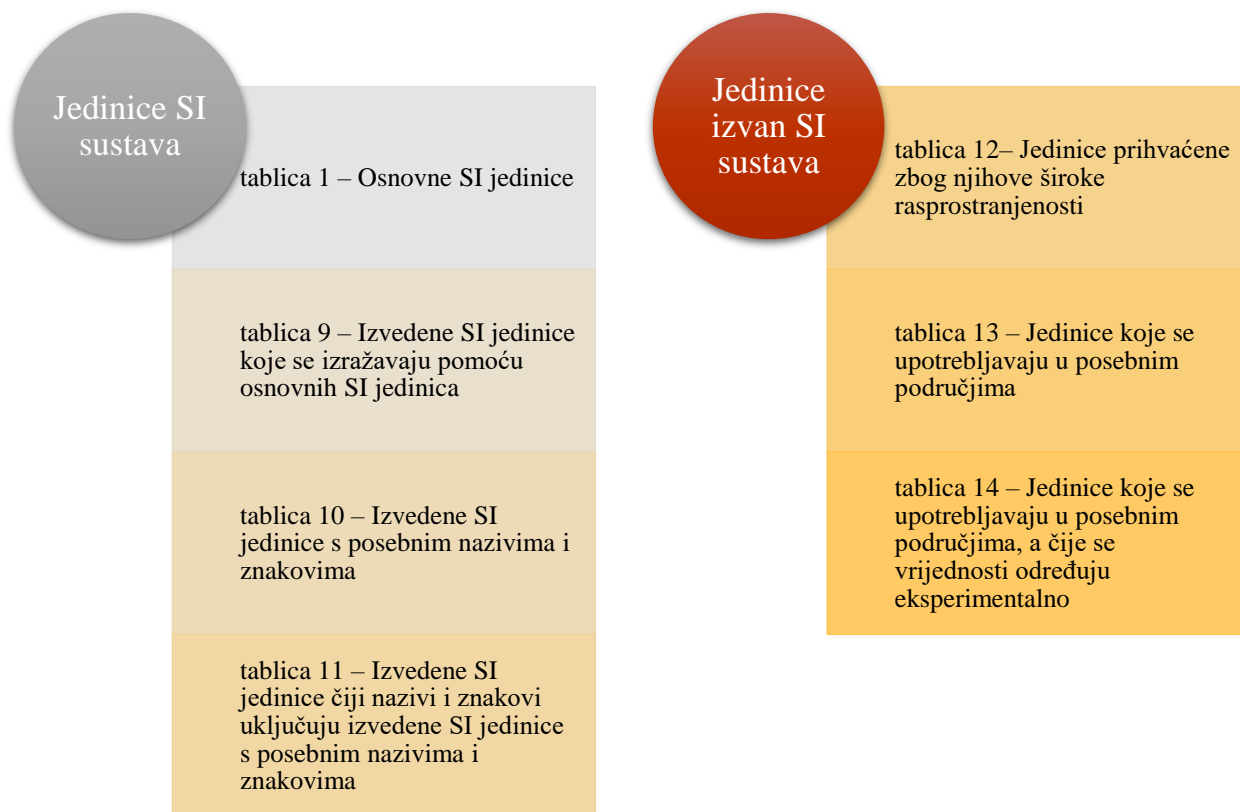 Jedinice SI
sustava
tablica 1 – Osnovne SI jedinice
tablica 9 – Izvedene SI jedinice
koje se izražavaju pomoću
osnovnih SI jedinica
tablica 10 – Izvedene SI
jedinice s posebnim nazivima i
znakovima
tablica 11 – Izvedene SI
jedinice čiji nazivi i znakovi
uključuju izvedene SI jedinice
s posebnim nazivima i
znakovima
Jedinice
izvan SI
sustava
tablica 12– Jedinice prihvaćene
zbog njihove široke
rasprostranjenosti
tablica 13 – Jedinice koje se
upotrebljavaju u posebnim
područjima
tablica 14 – Jedinice koje se
upotrebljavaju u posebnim
područjima, a čije se
vrijednosti određuju
eksperimentalno